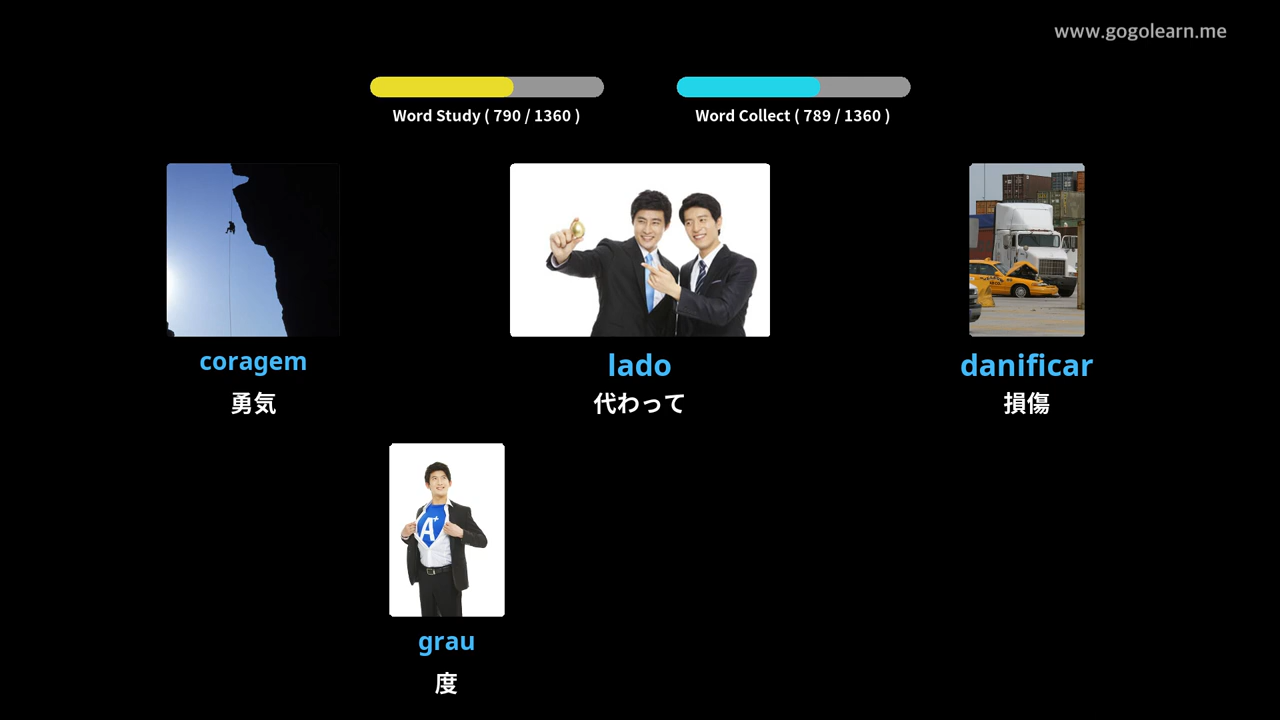 www.gogolearn.me
Word Study ( 790 / 1360 )
Word Collect ( 789 / 1360 )
coragem
勇気
lado
代わって
danificar
損傷
A+
grau
度